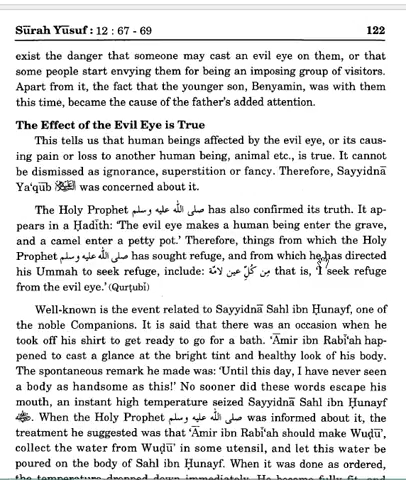 Sūrah Yūsuf : 12 : 67 - 69 122
exist the danger that someone may cast an evil eye on them, or that
some people start envying them for being an imposing group of visitors.
Apart from it, the fact that the younger son, Benyamin, was with them
this time, became the cause of the father's added attention.
The Effect of the Evil Eye is True
This tells us that human beings affected by the evil eye, or its caus-
ing pain or loss to another human being, animal etc., is true. It cannot
be dismissed as ignorance, superstition or fancy. Therefore, Sayyidnā
Ya'qūb was concerned about it.
The Holy Prophet صلى الله عليه وسلم has also confirmed its truth. It ap-
pears in a Ḥadīth: 'The evil eye makes a human being enter the grave,
and a camel enter a petty pot.' Therefore, things from which the Holy
Prophet صلى الله عليه وسلم has sought refuge, and from which he has directed
his Ummah to seek refuge, include: مِن كُلِّ عين لامّة that is, 'I seek refuge
from the evil eye.' (Qurṭubī)
Well-known is the event related to Sayyidnā Sahl ibn Ḥunayf, one of
the noble Companions. It is said that there was an occasion when he
took off his shirt to get ready to go for a bath. 'Āmir ibn Rabī'ah hap-
pened to cast a glance at the bright tint and healthy look of his body.
The spontaneous remark he made was: 'Until this day, I have never seen
a body as handsome as this!' No sooner did these words escape his
mouth, an instant high temperature seized Sayyidnā Sahl ibn Ḥunayf
. When the Holy Prophet صلى الله عليه وسلم was informed about it, the
treatment he suggested was that 'Āmir ibn Rabī'ah should make Wuḍū',
collect the water from Wuḍū' in some utensil, and let this water be
poured on the body of Sahl ibn Ḥunayf. When it was done as ordered,
the temperature dropped down immediately. He became fully fit, and